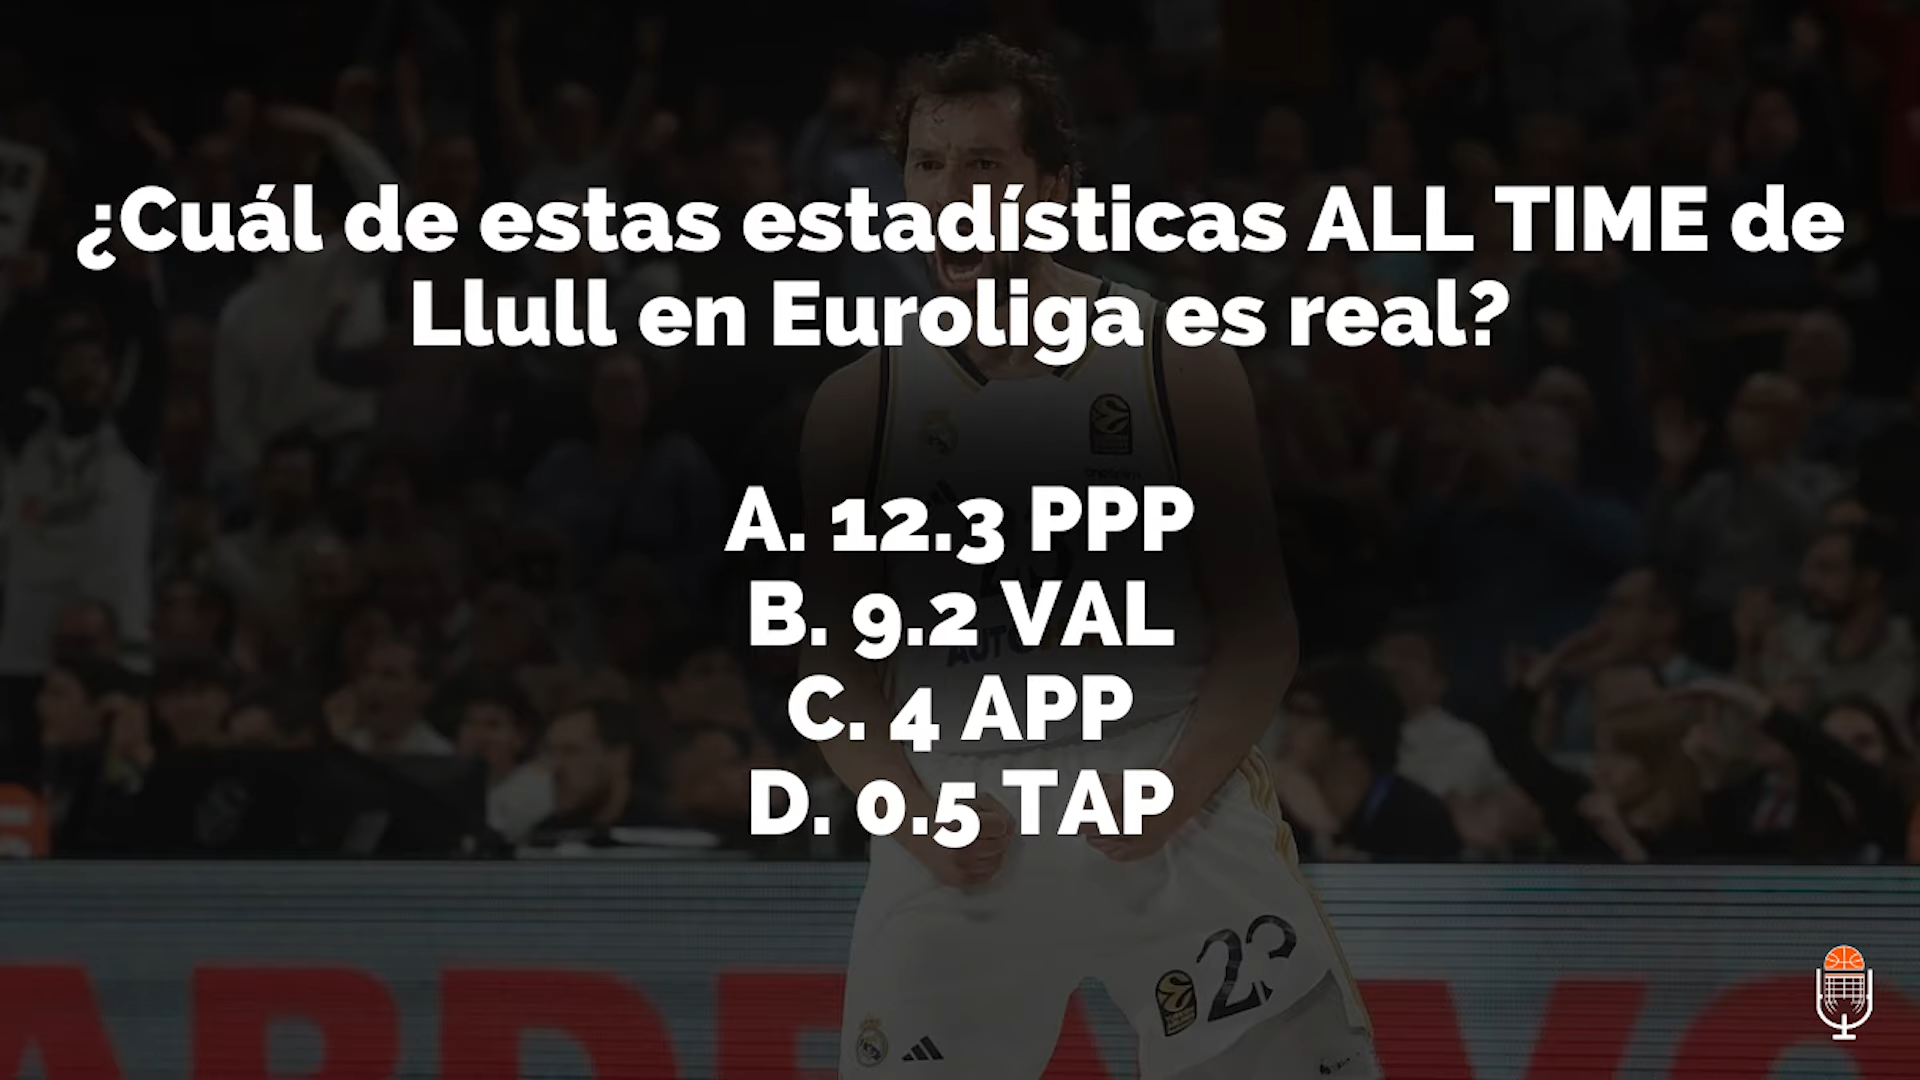 ¿Cuál de estas estadísticas ALL TIME de
Llull en Euroliga es real?
A. 12.3 PPP
B. 9.2 VAL
C. 4 APP
D. 0.5 TAP
23